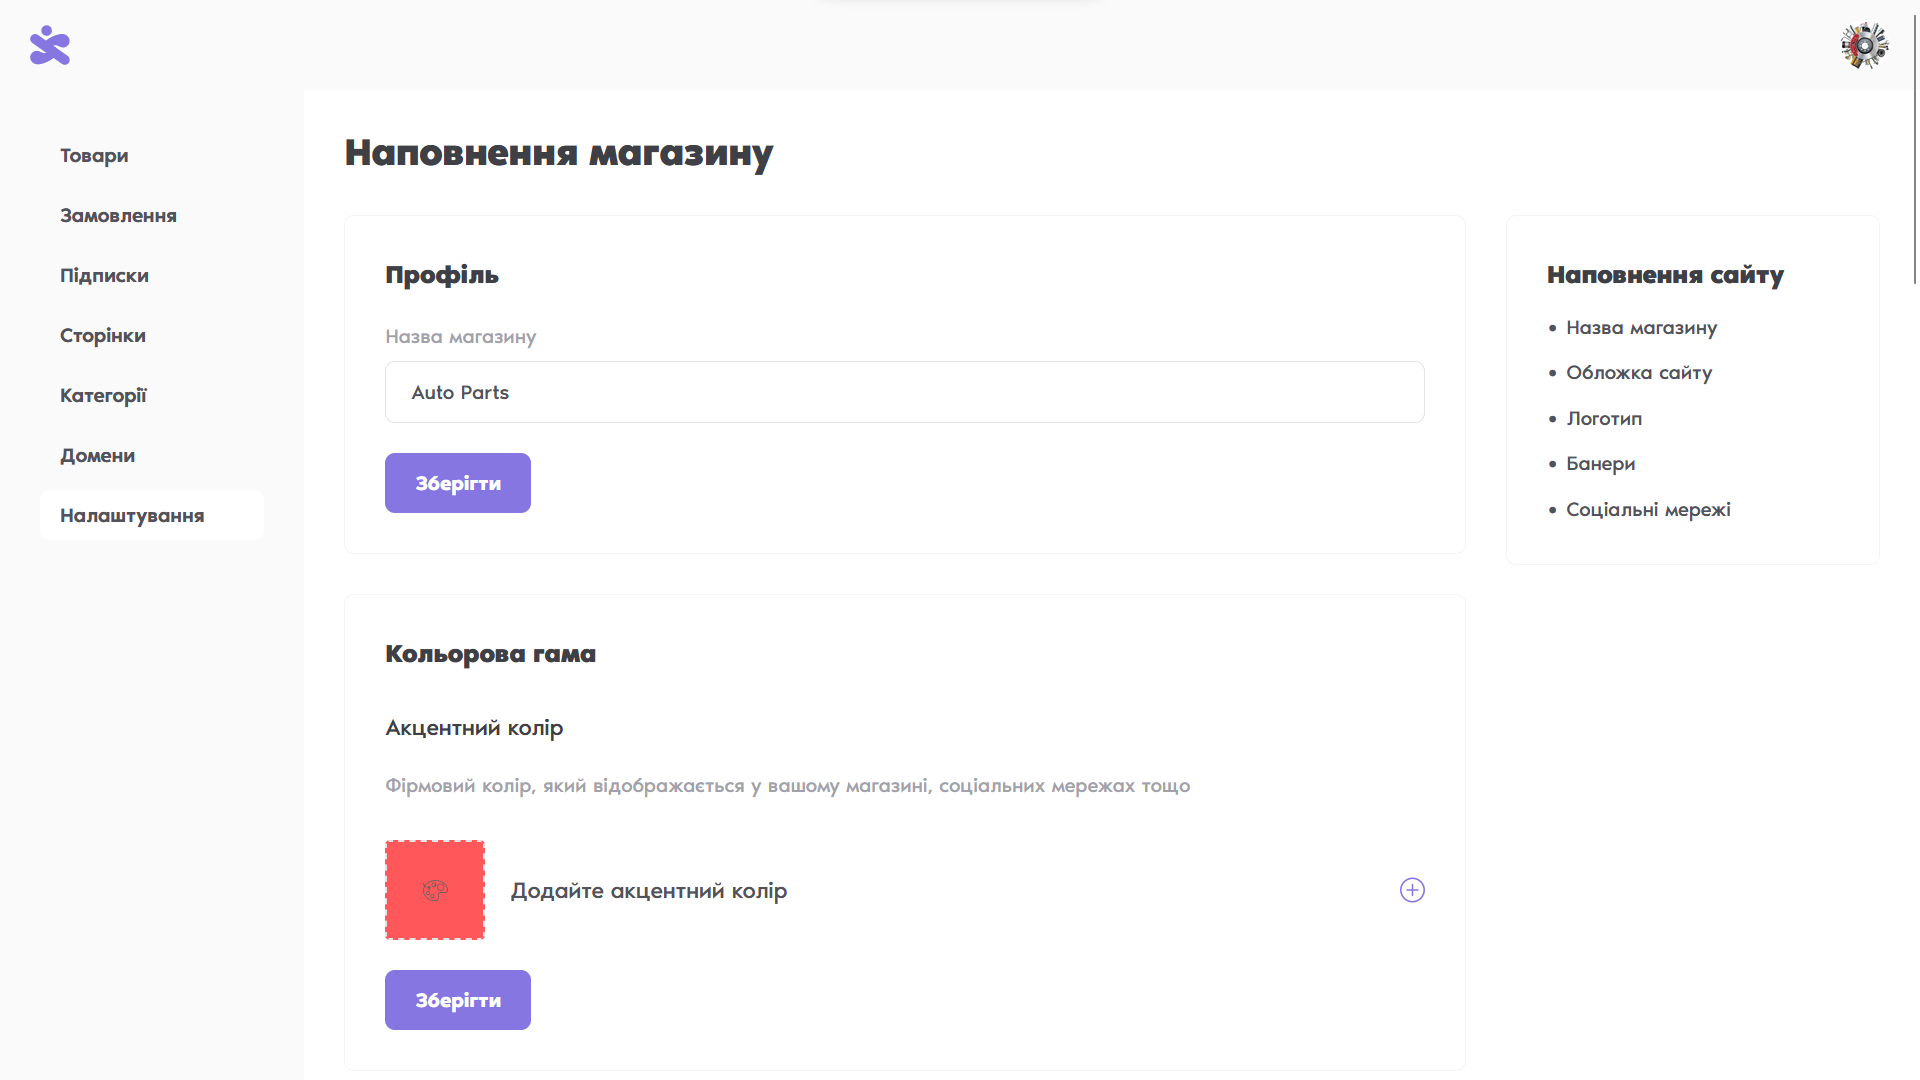 Товари
Замовлення
Підписки
Сторінки
Категорії
Домени
Налаштування
Наповнення магазину
Профіль
Назва магазину
Auto Parts
Зберігти
Кольорова гама
Акцентний колір
Фірмовий колір, який відображається у вашому магазині, соціальних мережах тощо
Додайте акцентний колір
Зберігти
Наповнення сайту
• Назва магазину
• Обложка сайту
• Логотип
• Банери
• Соціальні мережі